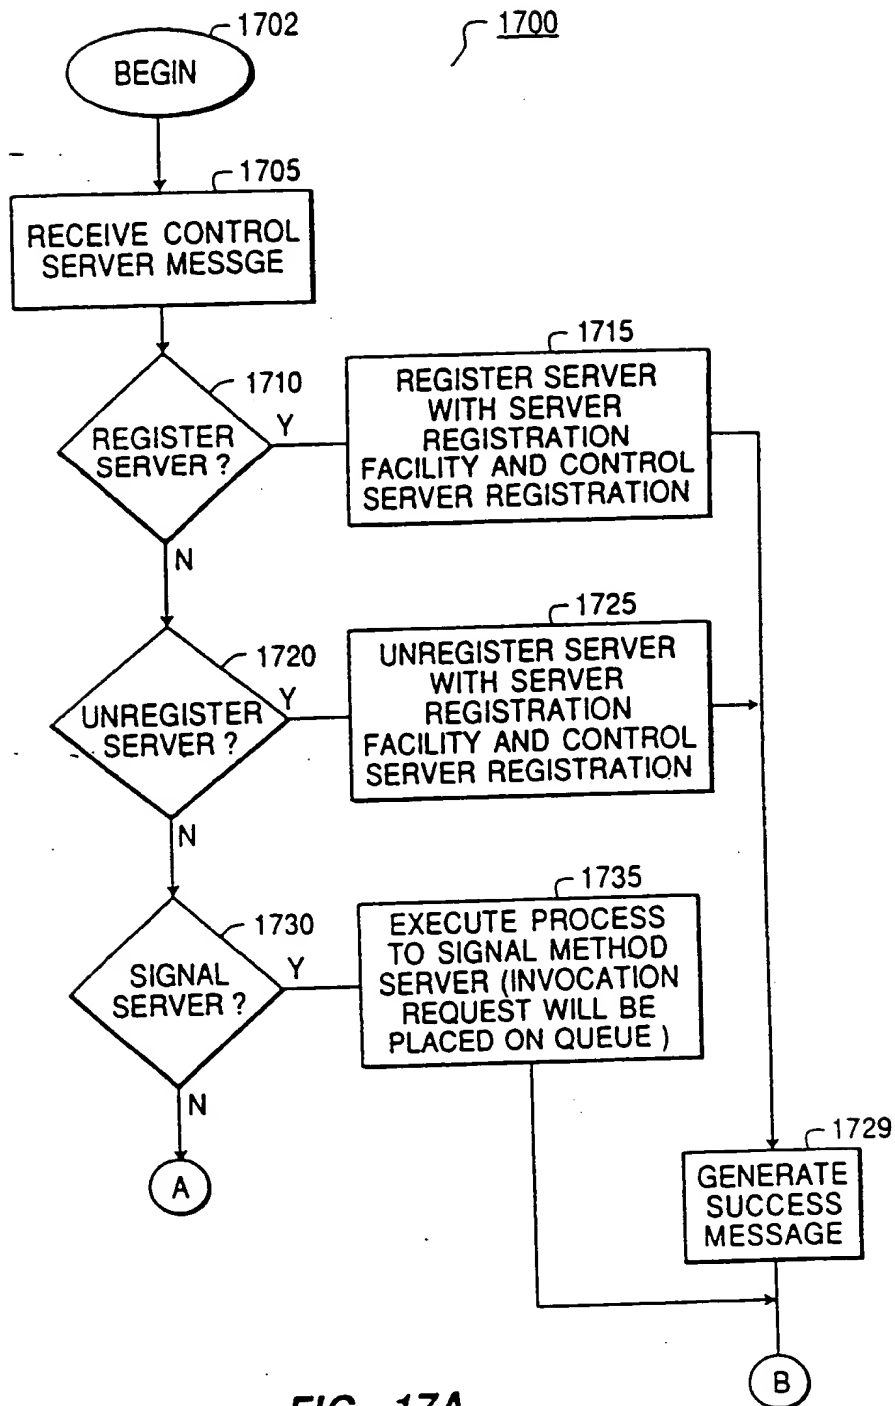 1702
1700
BEGIN
1705
RECEIVE CONTROL
SERVER MESSGE
1710
REGISTER
SERVER ?
Y
N
1715
REGISTER SERVER
WITH SERVER
REGISTRATION
FACILITY AND CONTROL
SERVER REGISTRATION
1720
UNREGISTER
SERVER ?
Y
N
1725
UNREGISTER SERVER
WITH SERVER
REGISTRATION
FACILITY AND CONTROL
SERVER REGISTRATION
1730
SIGNAL
SERVER ?
Y
N
1735
EXECUTE PROCESS
TO SIGNAL METHOD
SERVER (INVOCATION
REQUEST WILL BE
PLACED ON QUEUE )
A
1729
GENERATE
SUCCESS
MESSAGE
B
FIG. 17A